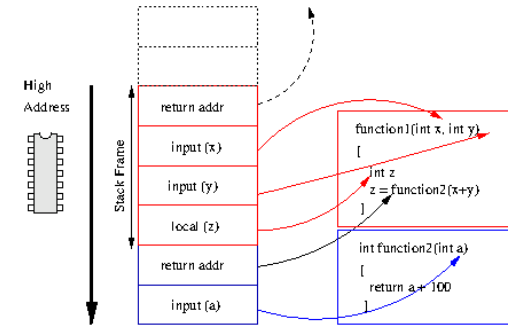 High
Address
Stack Frame
return addr
input (x)
input (y)
local (z)
return addr
input (a)
function1(int x, int y)
[
int z
z = function2(x+y)
]
int function2(int a)
[
return a + 100
]